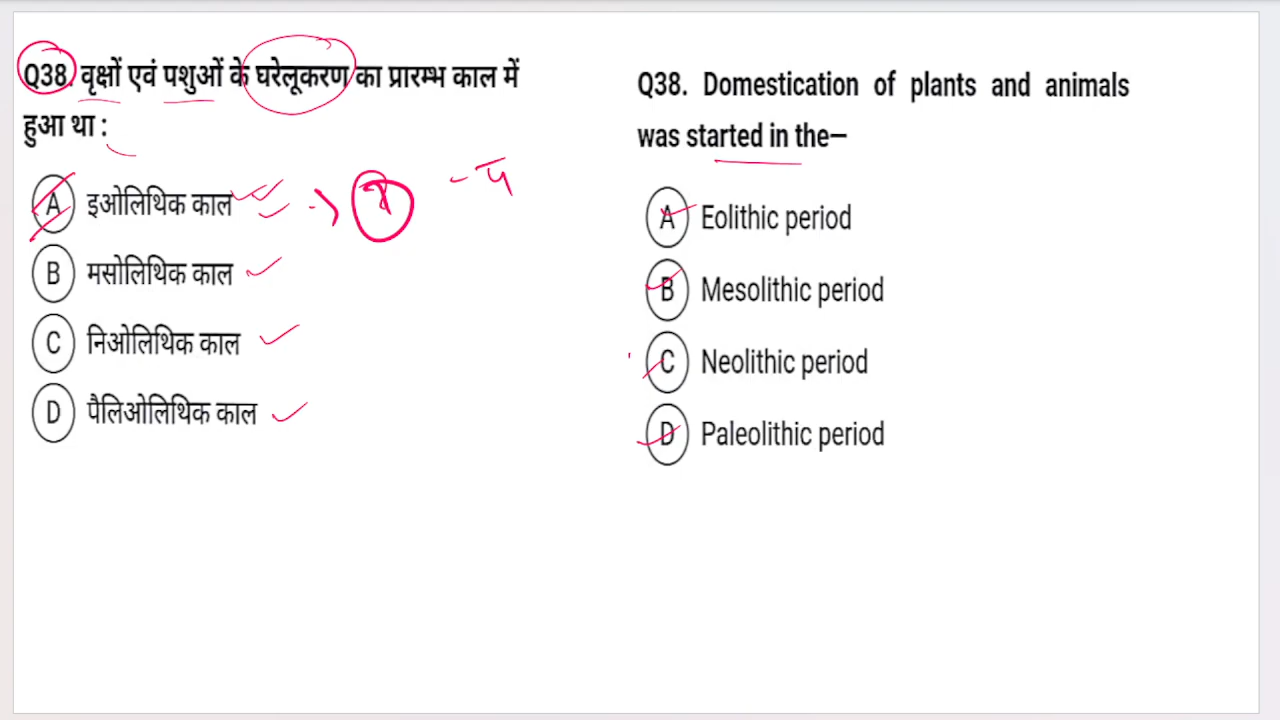 Q38. वृक्षों एवं पशुओं के घरेलूकरण का प्रारम्भ काल में
हुआ था :
A इओलिथिक काल
B मसोलिथिक काल
C निओलिथिक काल
D पैलिओलिथिक काल
Q38. Domestication of plants and animals
was started in the–
A Eolithic period
B Mesolithic period
C Neolithic period
D Paleolithic period